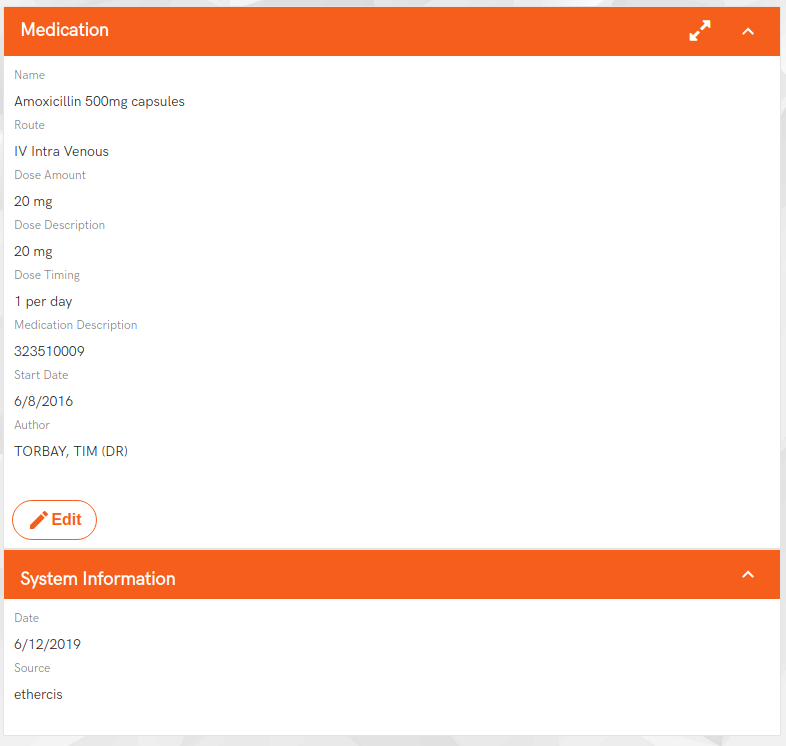 Medication
Name
Amoxicillin 500mg capsules
Route
IV Intra Venous
Dose Amount
20 mg
Dose Description
20 mg
Dose Timing
1 per day
Medication Description
323510009
Start Date
6/8/2016
Author
TORBAY, TIM (DR)
Edit
System Information
Date
6/12/2019
Source
ethercis